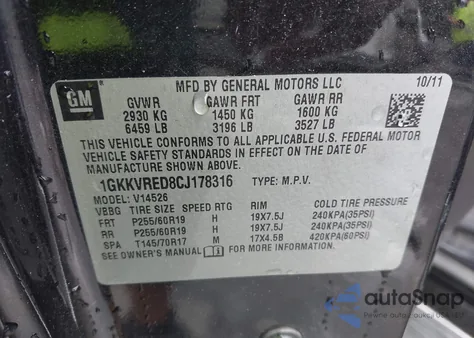 MFD BY GENERAL MOTORS LLC
GM
10/11
GVWR GAWR FRT GAWR RR
2930 KG 1450 KG 1600 KG
6459 LB 3196 LB 3527 LB
THIS VEHICLE CONFORMS TO ALL APPLICABLE U.S. FEDERAL MOTOR
VEHICLE SAFETY AND THEFT PREVENTION STANDARDS IN
EFFECT ON THE DATE OF
MANUFACTURE SHOWN ABOVE.
1GKKVRED8CJ178316 TYPE: M.P.V.
MODEL: V14526
VBBG TIRE SIZE SPEED RTG RIM COLD TIRE PRESSURE
FRT P255/60R19 H 19X7.5J 240KPA(35PSI)
RR P255/60R19 H 19X7.5J 240KPA(35PSI)
SPA T145/70R17 M 17X4.5B 420KPA(60PSI)
SEE OWNER'S MANUAL FOR MORE INFORMATION.
autoSnap